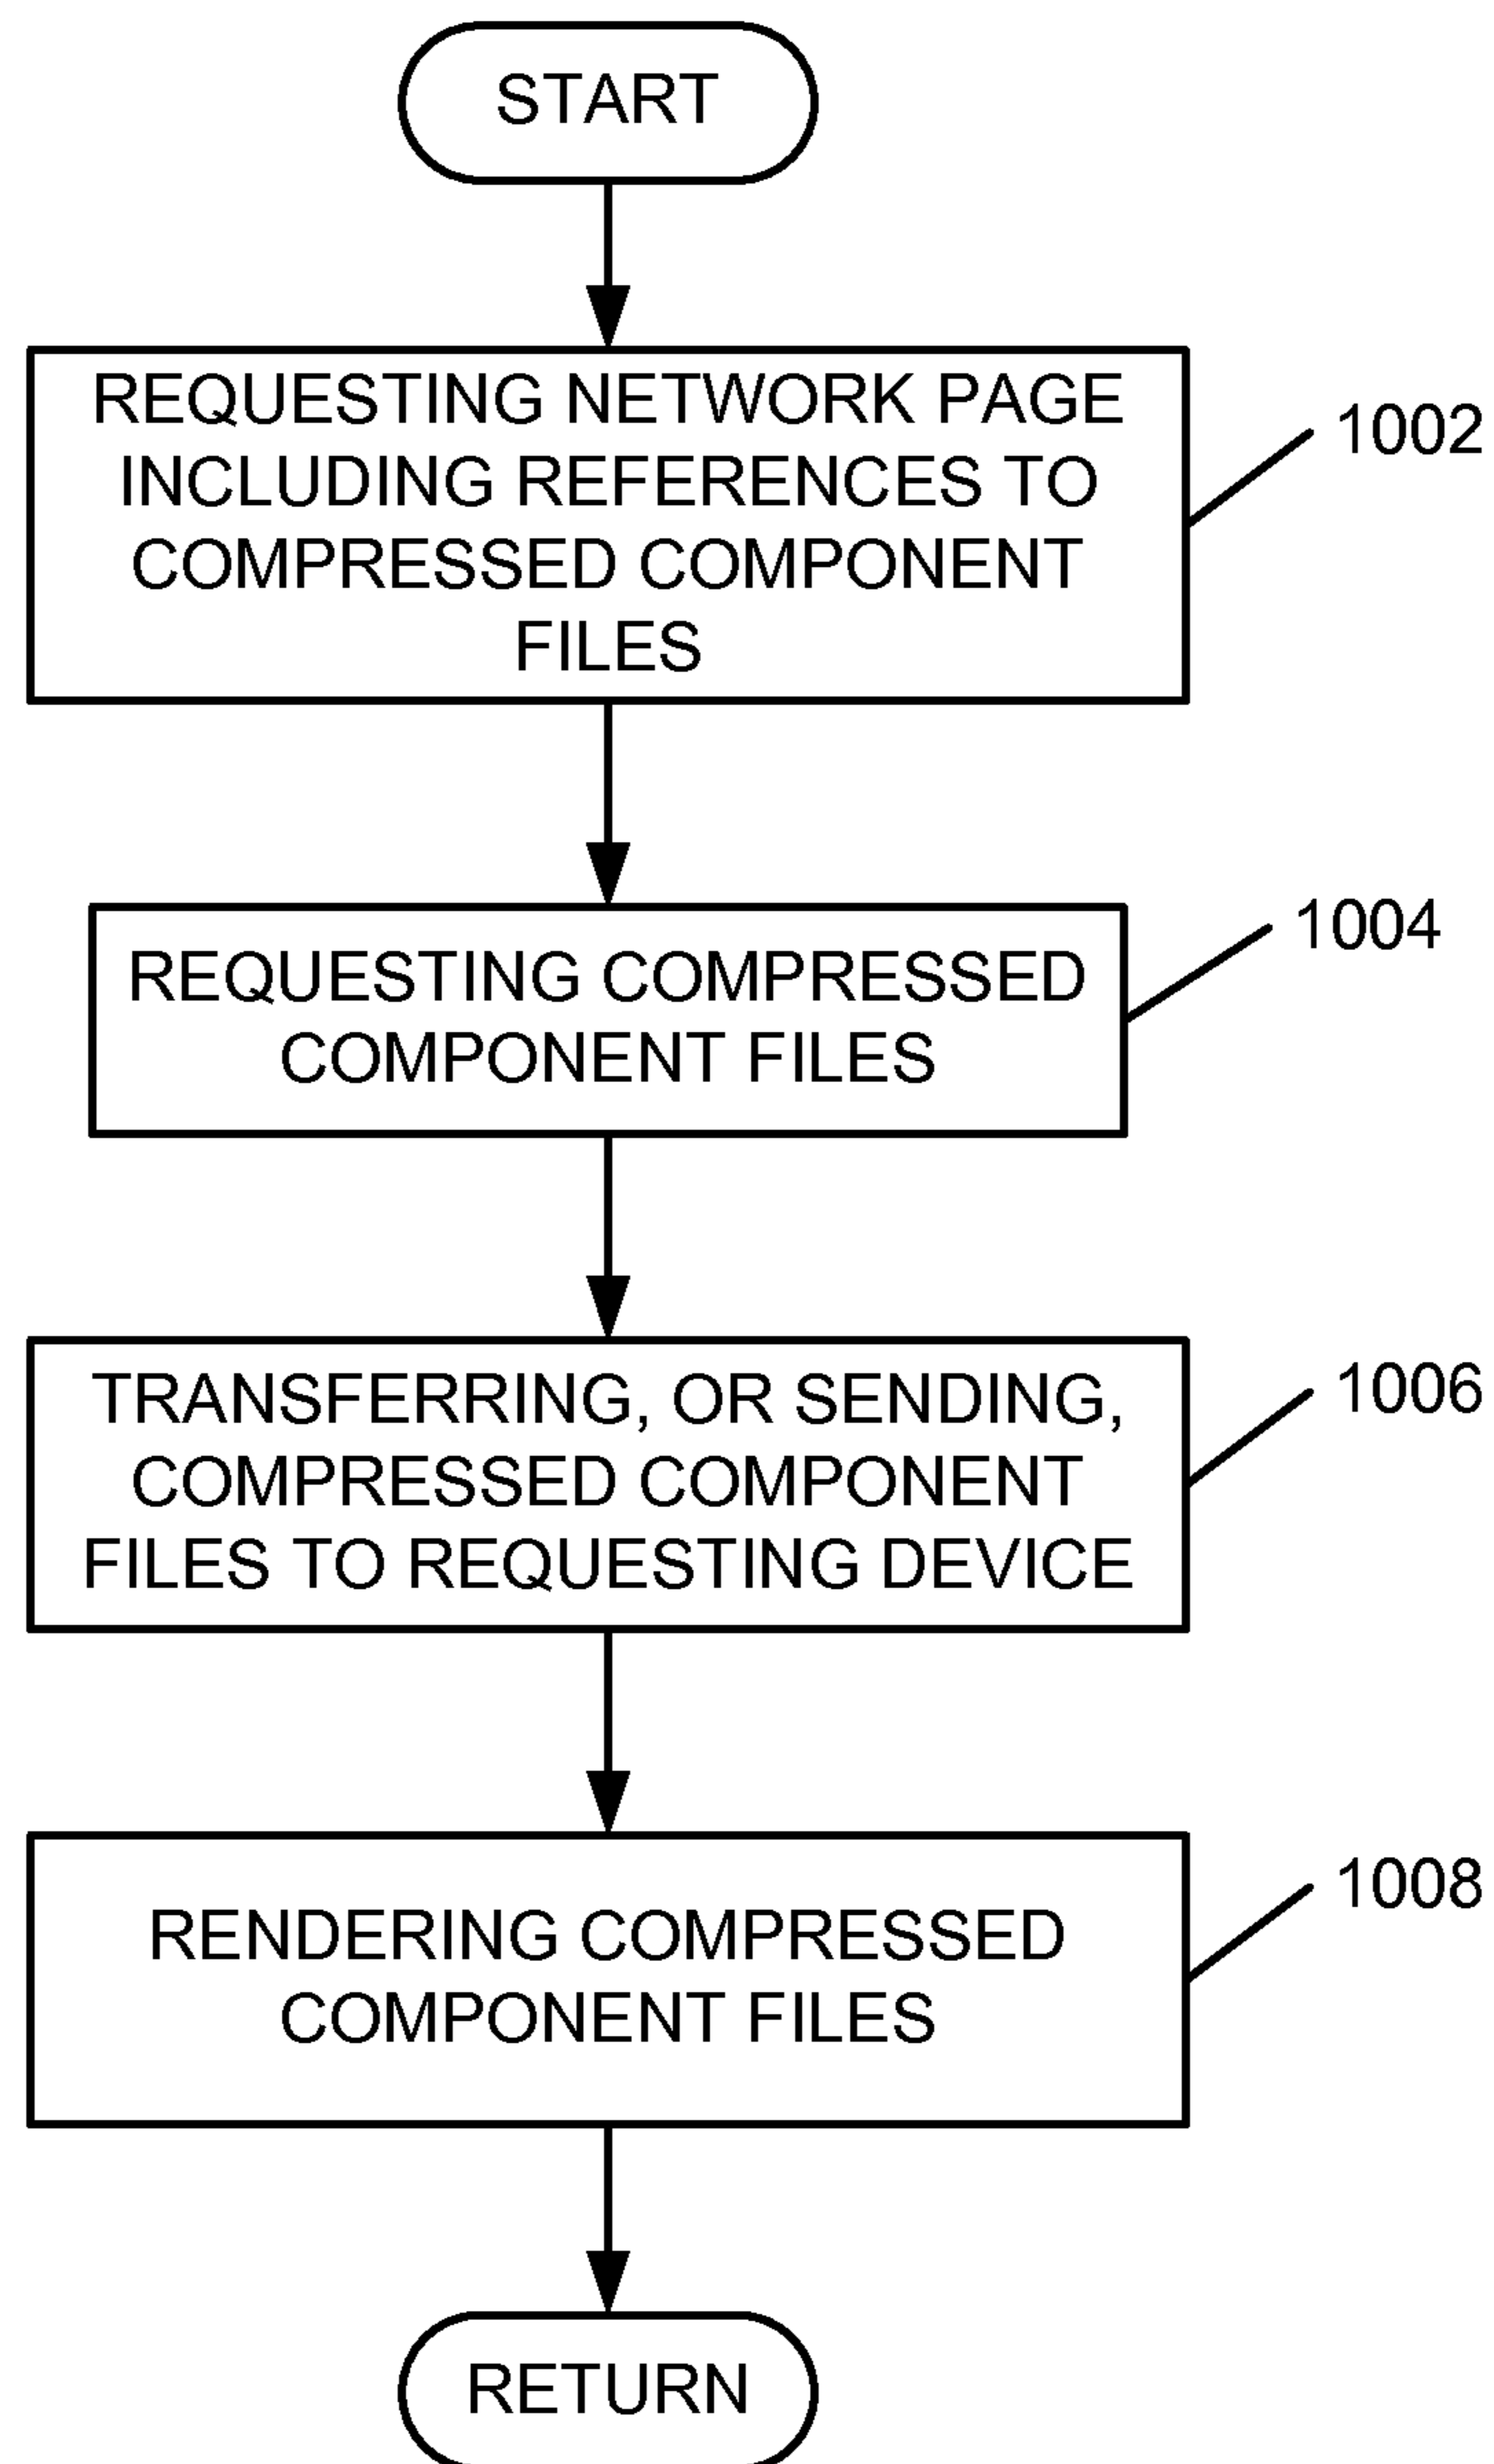 START
REQUESTING NETWORK PAGE
INCLUDING REFERENCES TO
COMPRESSED COMPONENT
FILES
1002
REQUESTING COMPRESSED
COMPONENT FILES
1004
TRANSFERRING, OR SENDING,
COMPRESSED COMPONENT
FILES TO REQUESTING DEVICE
1006
RENDERING COMPRESSED
COMPONENT FILES
1008
RETURN